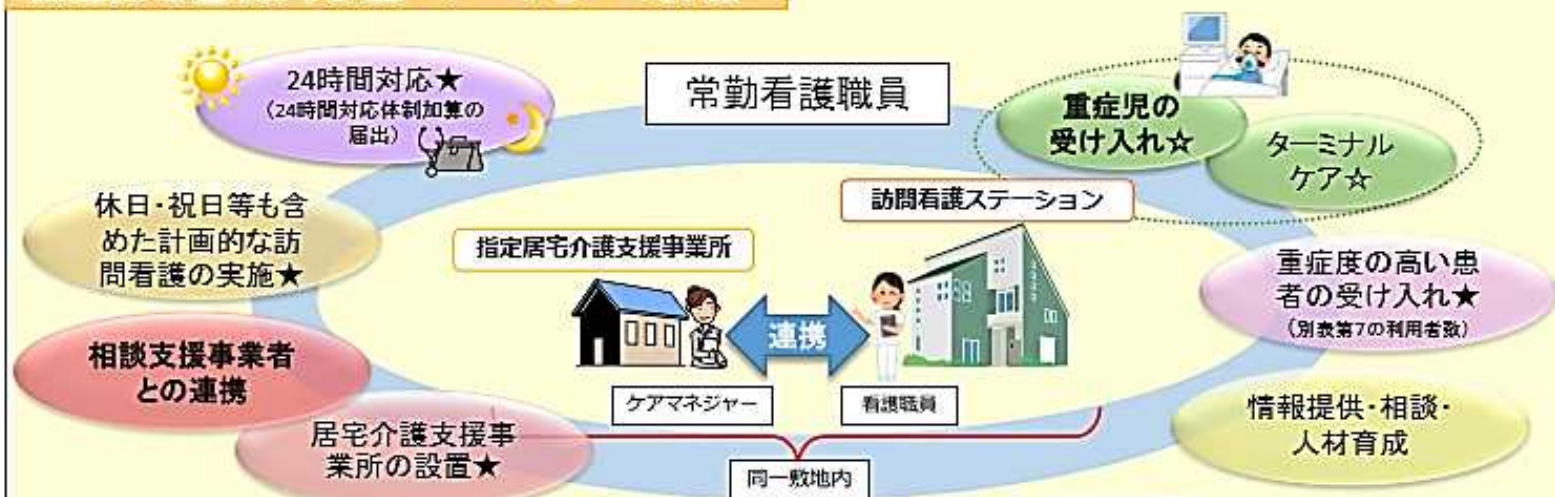 24時間対応★
（24時間対応体制加算の
届出）
常勤看護職員
重症児の
受け入れ☆
ターミナル
ケア☆
休日・祝日等も含
めた計画的な訪
問看護の実施★
指定居宅介護支援事業所
訪問看護ステーション
重症度の高い患
者の受け入れ★
（別表第7の利用者数）
連携
相談支援事業者
との連携
ケアマネジャー
看護職員
居宅介護支援事
業所の設置★
情報提供・相談・
人材育成
同一敷地内